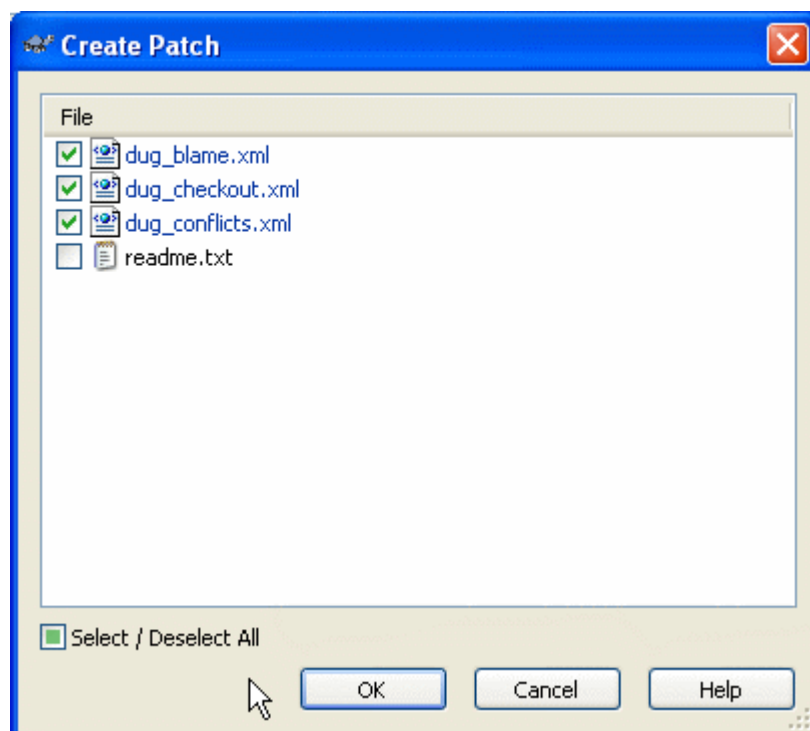 Create Patch
File
dug_blame.xml
dug_checkout.xml
dug_conflicts.xml
readme.txt
Select / Deselect All
OK Cancel Help